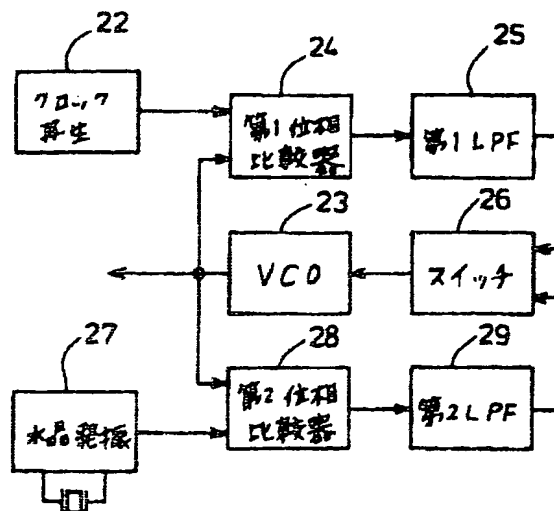 22
クロック
再生
24
第1位相
比較器
25
第1LPF
23
VCO
26
スイッチ
27
水晶発振
28
第2位相
比較器
29
第2LPF